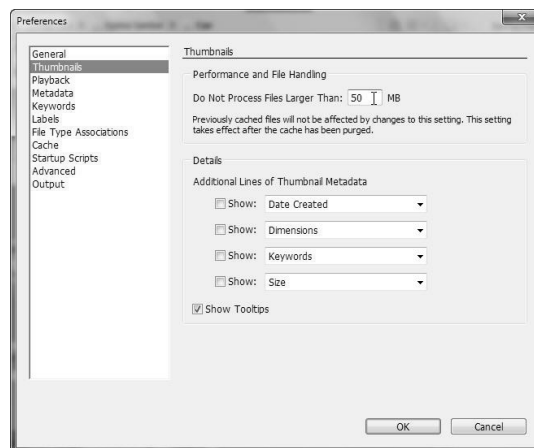 Preferences
General
Thumbnails
Playback
Metadata
Keywords
Labels
File Type Associations
Cache
Startup Scripts
Advanced
Output
Thumbnails
Performance and File Handling
Do Not Process Files Larger Than: 50 MB
Previously cached files will not be affected by changes to this setting. This setting
takes effect after the cache has been purged.
Details
Additional Lines of Thumbnail Metadata
Show: Date Created
Show: Dimensions
Show: Keywords
Show: Size
Show Tooltips
OK Cancel